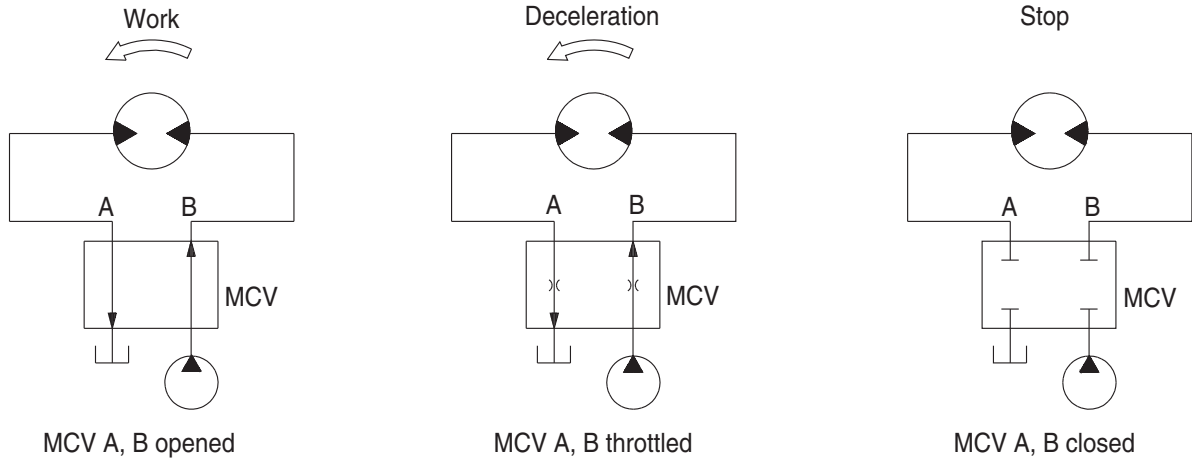 Work
A B
MCV
MCV A, B opened
Deceleration
A B
MCV
MCV A, B throttled
Stop
A B
MCV
MCV A, B closed